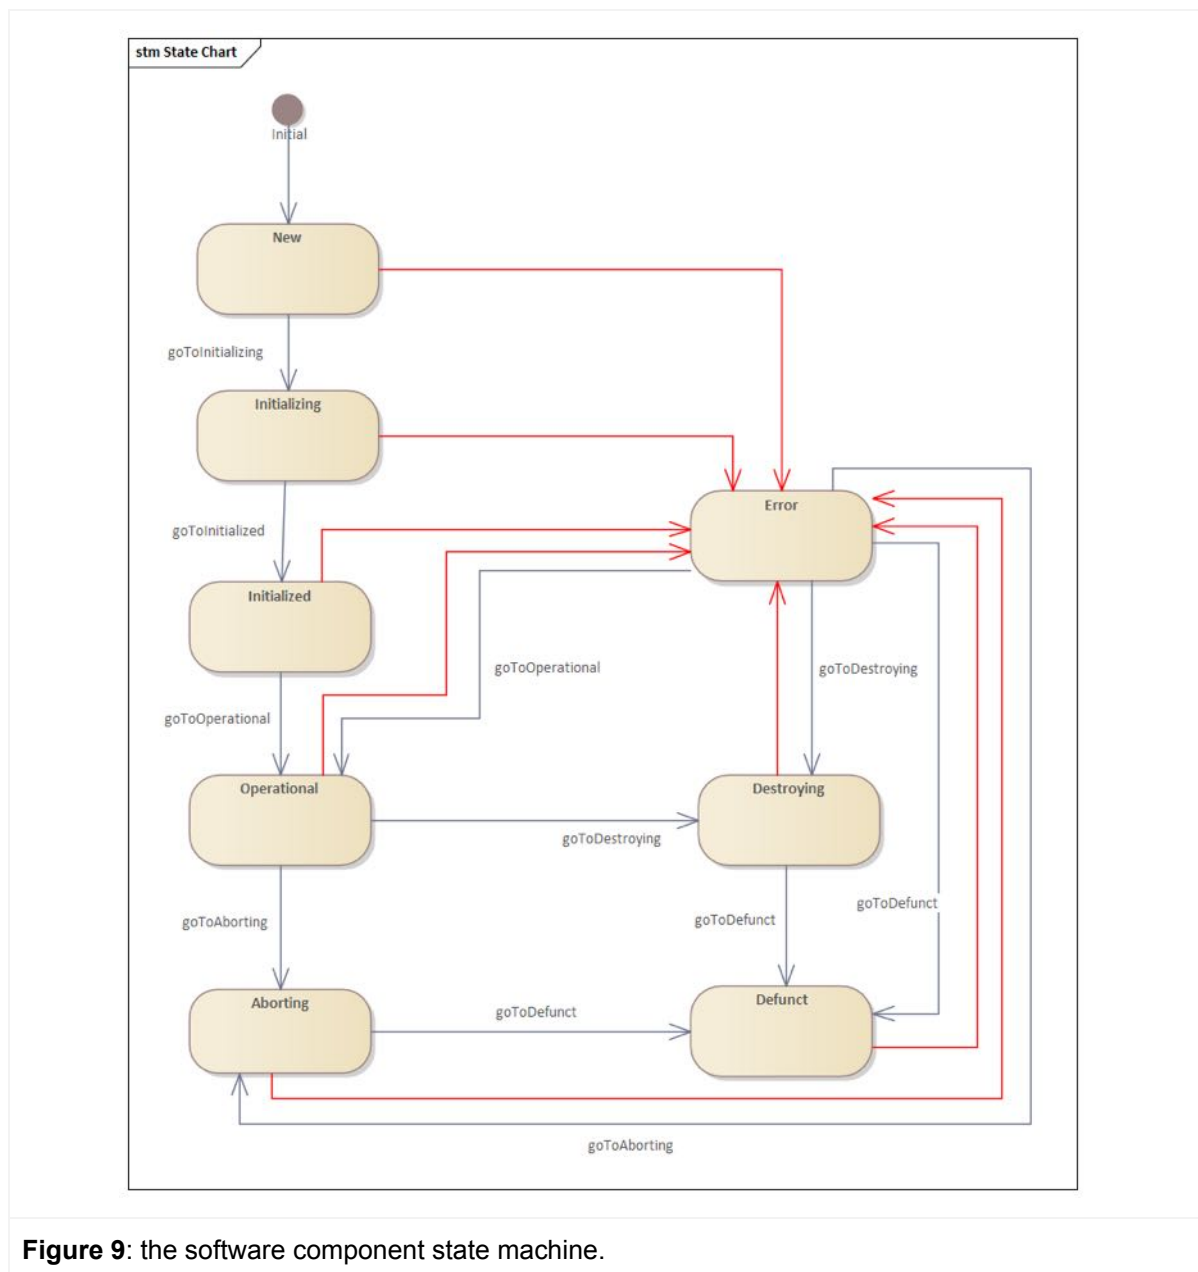 stm State Chart
Initial
New
goToInitializing
Initializing
goToInitialized
Error
Initialized
goToOperational
goToDestroying
goToOperational
Operational
Destroying
goToDestroying
goToAborting
goToDefunct
goToDefunct
Aborting
Defunct
goToDefunct
goToAborting
Figure 9: the software component state machine.